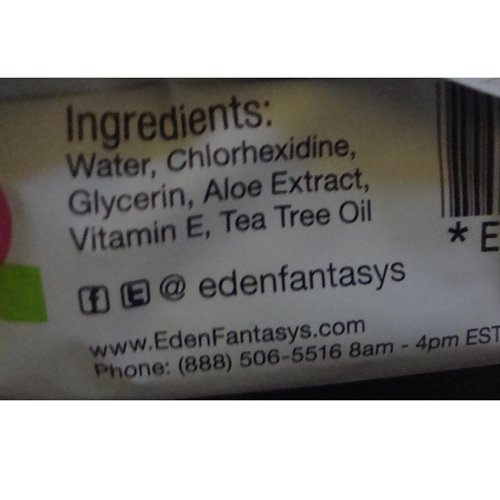 Ingredients:
Water, Chlorhexidine,
Glycerin, Aloe Extract,
Vitamin E, Tea Tree Oil
* E
f t @ edenfantasys
www.EdenFantasys.com
Phone: (888) 506-5516 8am - 4pm EST